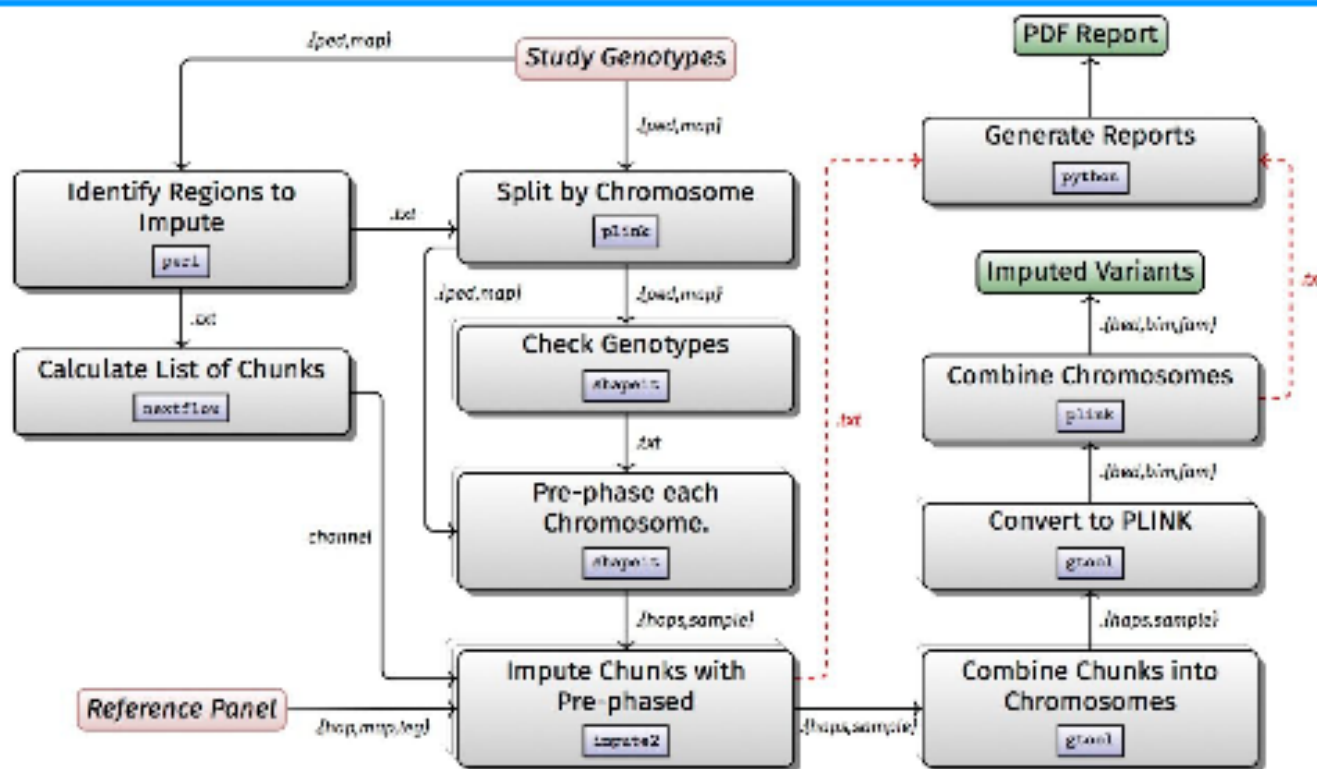 .{ped,map}
Study Genotypes
PDF Report
.{ped,map}
Generate Reports
python
Identify Regions to
Impute
perl
.txt
Split by Chromosome
plink
.{ped,map}
.{ped,map}
Imputed Variants
.txt
.txt
.{bed,bim,fam}
Calculate List of Chunks
nextflow
Check Genotypes
shapeit
Combine Chromosomes
plink
.txt
.txt
.{bed,bim,fam}
Pre-phase each
Chromosome.
shapeit
Convert to PLINK
gtool
channel
.{haps,sample}
.{haps,sample}
Impute Chunks with
Pre-phased
impute2
Combine Chunks into
Chromosomes
gtool
Reference Panel
.{hap,map,leg}
.{haps,sample}